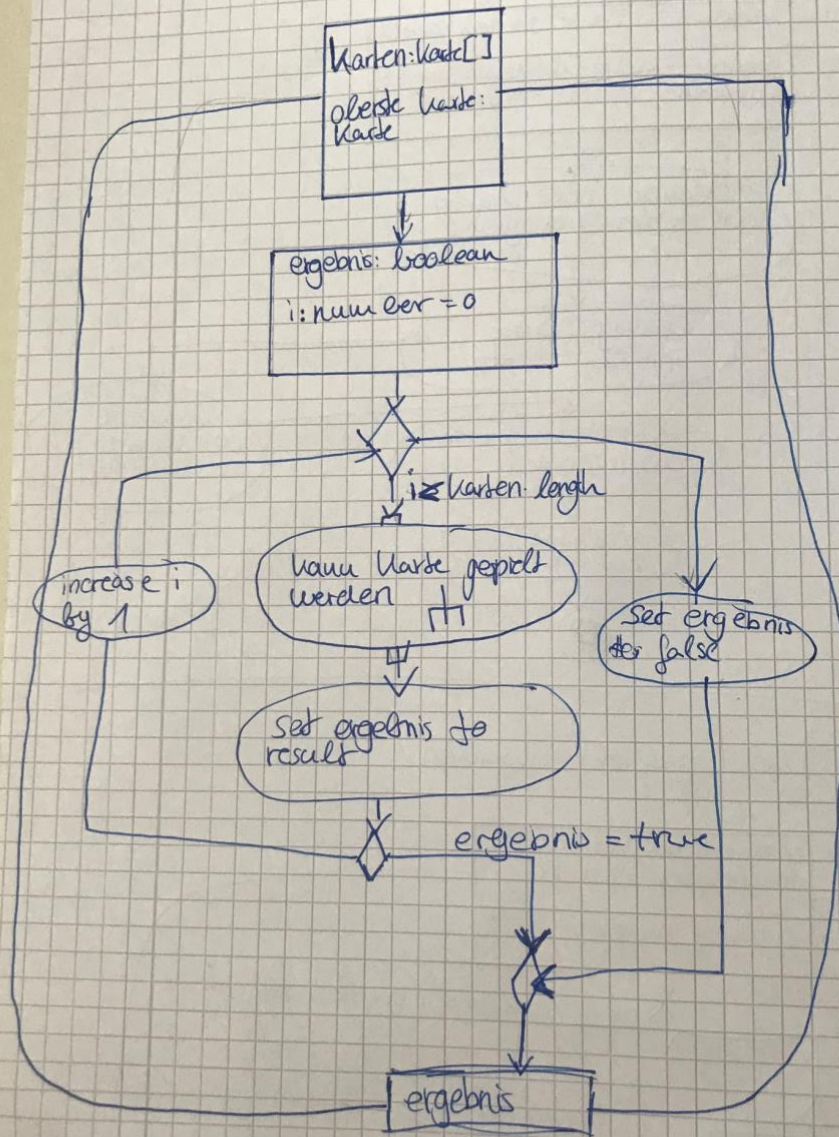 Karten: Karte[]
oberste Karte:
Karte
ergebnis: boolean
i: number = 0
i < Karten.length
kann Karte gespielt
werden
increase i
by 1
set ergebnis
to false
set ergebnis to
result
ergebnis = true
ergebnis